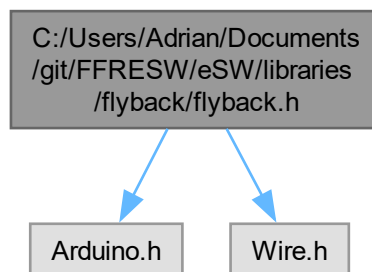 C:/Users/Adrian/Documents
/git/FFRESW/eSW/libraries
/flyback/flyback.h
Arduino.h
Wire.h